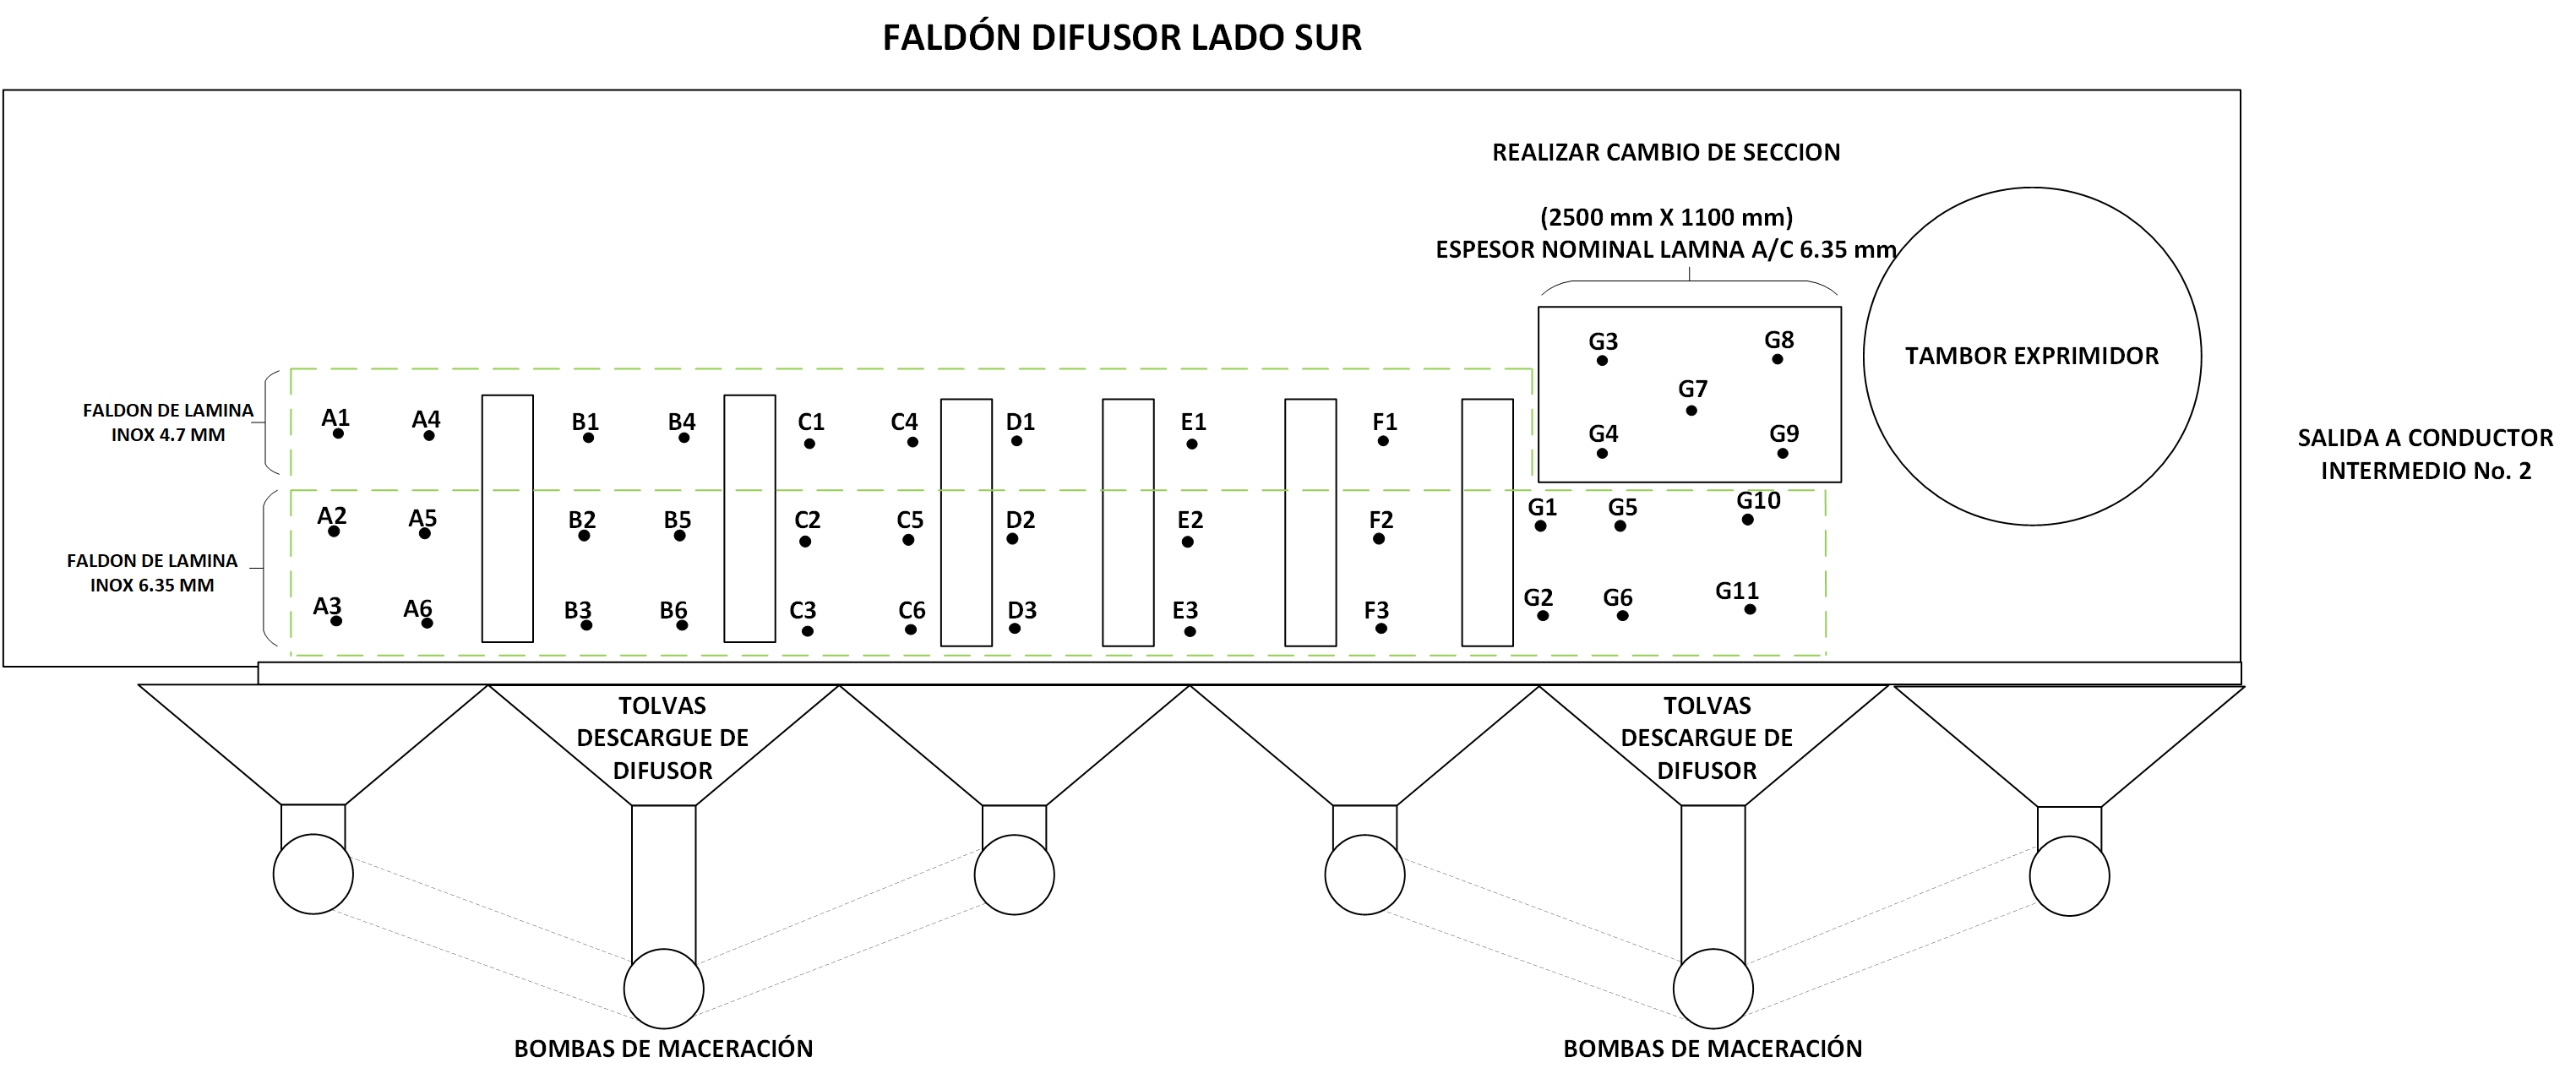 FALDÓN DIFUSOR LADO SUR
REALIZAR CAMBIO DE SECCION
(2500 mm X 1100 mm)
ESPESOR NOMINAL LAMNA A/C 6.35 mm
G3
G8
TAMBOR EXPRIMIDOR
G7
FALDON DE LAMINA
INOX 4.7 MM
A1
A4
B1
B4
C1
C4
D1
E1
F1
G4
G9
SALIDA A CONDUCTOR
INTERMEDIO No. 2
A2
A5
B2
B5
C2
C5
D2
E2
F2
G1
G5
G10
FALDON DE LAMINA
INOX 6.35 MM
A3
A6
B3
B6
C3
C6
D3
E3
F3
G2
G6
G11
TOLVAS
DESCARGUE DE
DIFUSOR
TOLVAS
DESCARGUE DE
DIFUSOR
BOMBAS DE MACERACIÓN
BOMBAS DE MACERACIÓN